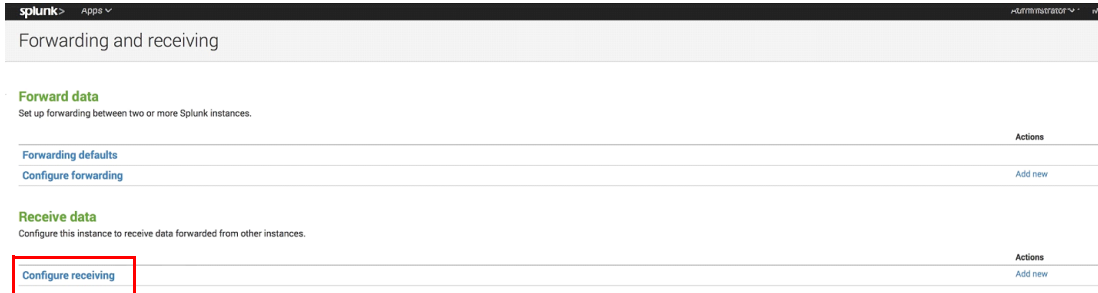 splunk> Apps Administrator
Forwarding and receiving
Forward data
Set up forwarding between two or more Splunk instances.
Actions
Forwarding defaults
Configure forwarding Add new
Receive data
Configure this instance to receive data forwarded from other instances.
Actions
Configure receiving Add new